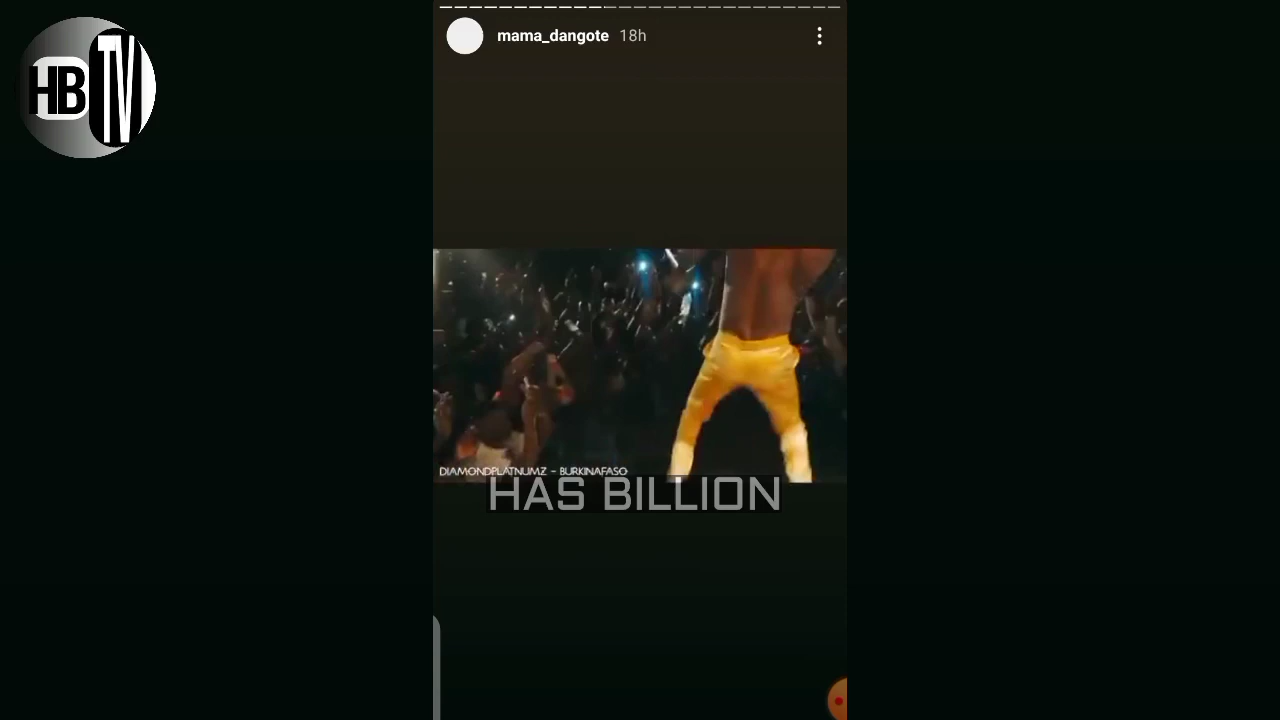 HB TV
mama_dangote 18h
DIAMONDPLATNUMZ - BURKINAFASO
HAS BILLION